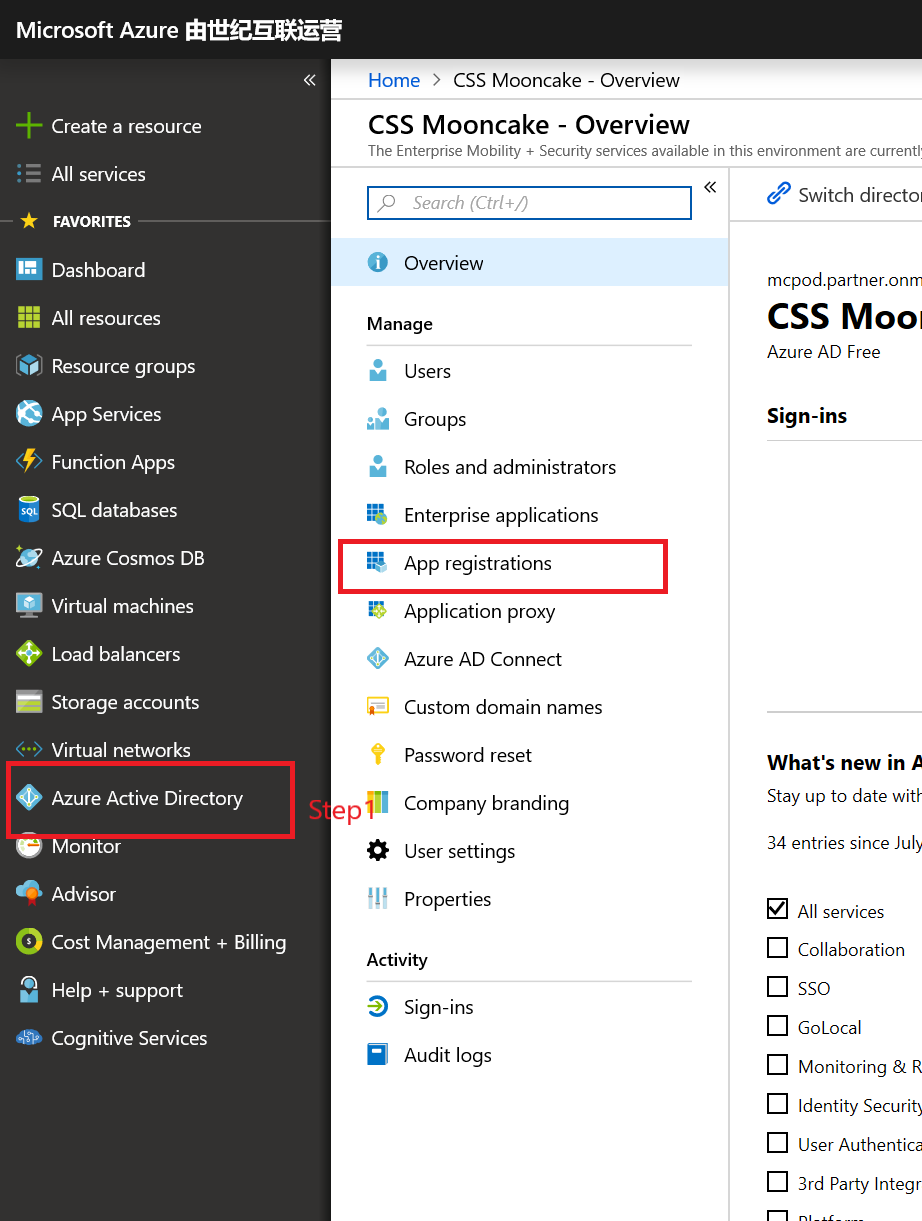 Microsoft Azure 由世纪互联运营
«
Create a resource
All services
FAVORITES
Dashboard
All resources
Resource groups
App Services
Function Apps
SQL databases
Azure Cosmos DB
Virtual machines
Load balancers
Storage accounts
Virtual networks
Azure Active Directory
Step1
Monitor
Advisor
Cost Management + Billing
Help + support
Cognitive Services
Home > CSS Mooncake - Overview
CSS Mooncake - Overview
The Enterprise Mobility + Security services available in this environment are currently
Search (Ctrl+/)
«
Overview
Manage
Users
Groups
Roles and administrators
Enterprise applications
App registrations
Application proxy
Azure AD Connect
Custom domain names
Password reset
Company branding
User settings
Properties
Activity
Sign-ins
Audit logs
Switch director
mcpod.partner.onm
CSS Moon
Azure AD Free
Sign-ins
What's new in A
Stay up to date with
34 entries since July
All services
Collaboration
SSO
GoLocal
Monitoring & R
Identity Security
User Authentica
3rd Party Integr
Platform